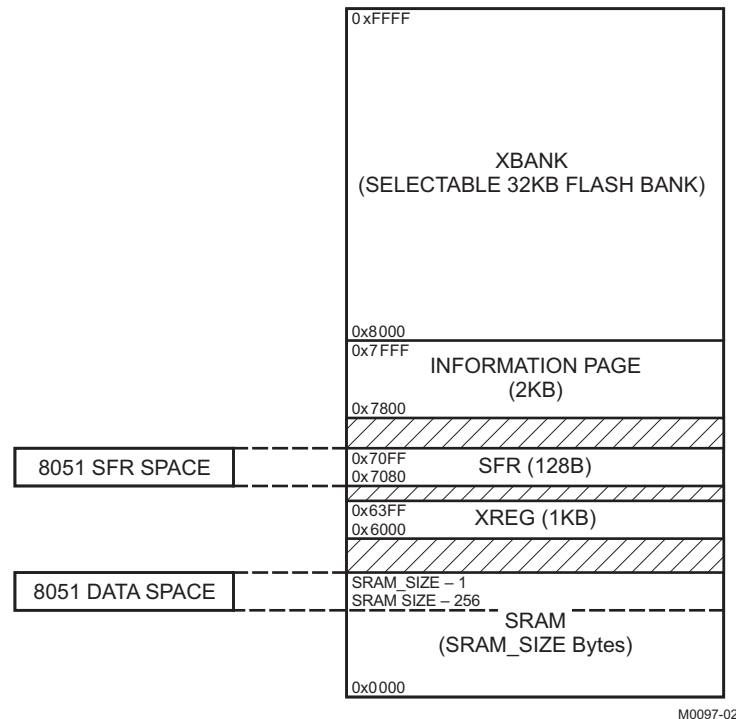 0xFFFF
XBANK
(SELECTABLE 32KB FLASH BANK)
0x8000
0x7FFF
INFORMATION PAGE
(2KB)
0x7800
8051 SFR SPACE
0x70FF
SFR (128B)
0x7080
0x63FF
XREG (1KB)
0x6000
8051 DATA SPACE
SRAM_SIZE – 1
SRAM SIZE – 256
SRAM
(SRAM_SIZE Bytes)
0x0000
M0097-02